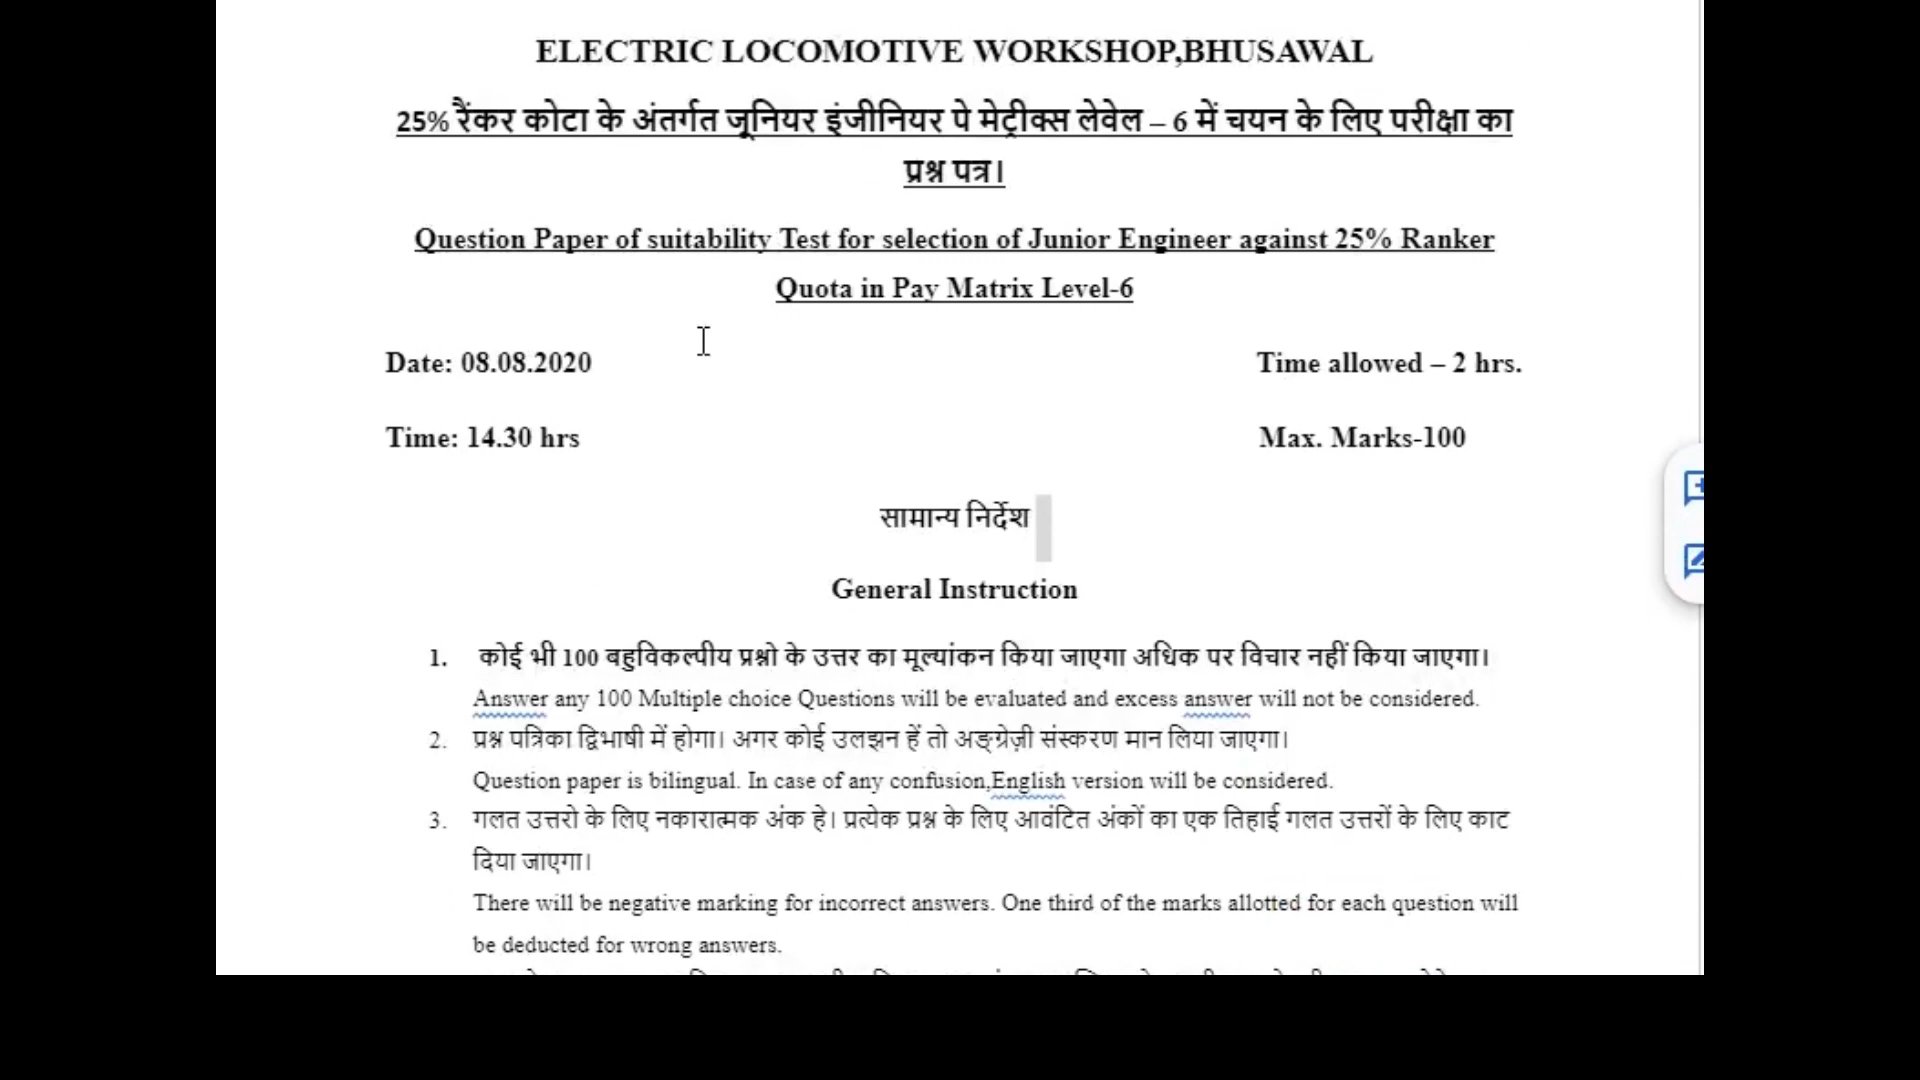 ELECTRIC LOCOMOTIVE WORKSHOP,BHUSAWAL
25% रैंकर कोटा के अंतर्गत जूनियर इंजीनियर पे मेट्रीक्स लेवेल – 6 में चयन के लिए परीक्षा का
प्रश्न पत्र।
Question Paper of suitability Test for selection of Junior Engineer against 25% Ranker
Quota in Pay Matrix Level-6
Date: 08.08.2020 Time allowed – 2 hrs.
Time: 14.30 hrs Max. Marks-100
सामान्य निर्देश
General Instruction
1. कोई भी 100 बहुविकल्पीय प्रश्नो के उत्तर का मूल्यांकन किया जाएगा अधिक पर विचार नहीं किया जाएगा।
Answer any 100 Multiple choice Questions will be evaluated and excess answer will not be considered.
2. प्रश्न पत्रिका द्विभाषी में होगा। अगर कोई उलझन हें तो अङ्ग्रेज़ी संस्करण मान लिया जाएगा।
Question paper is bilingual. In case of any confusion,English version will be considered.
3. गलत उत्तरो के लिए नकारात्मक अंक हे। प्रत्येक प्रश्न के लिए आवंटित अंकों का एक तिहाई गलत उत्तरों के लिए काट
दिया जाएगा।
There will be negative marking for incorrect answers. One third of the marks allotted for each question will
be deducted for wrong answers.